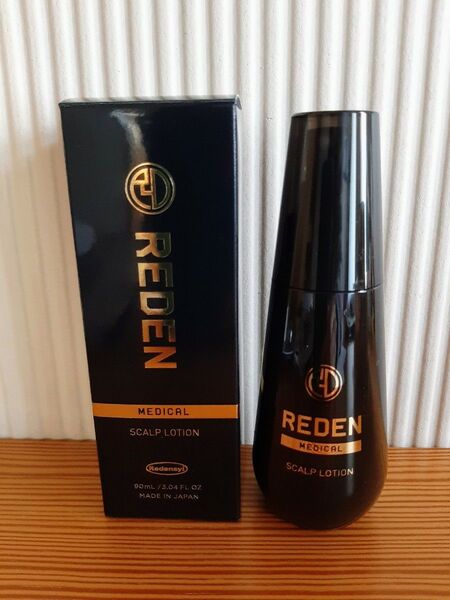 REDEN
MEDICAL
SCALP LOTION
Redensyl
90mL / 3.04 FL OZ
MADE IN JAPAN
REDEN
MEDICAL
SCALP LOTION